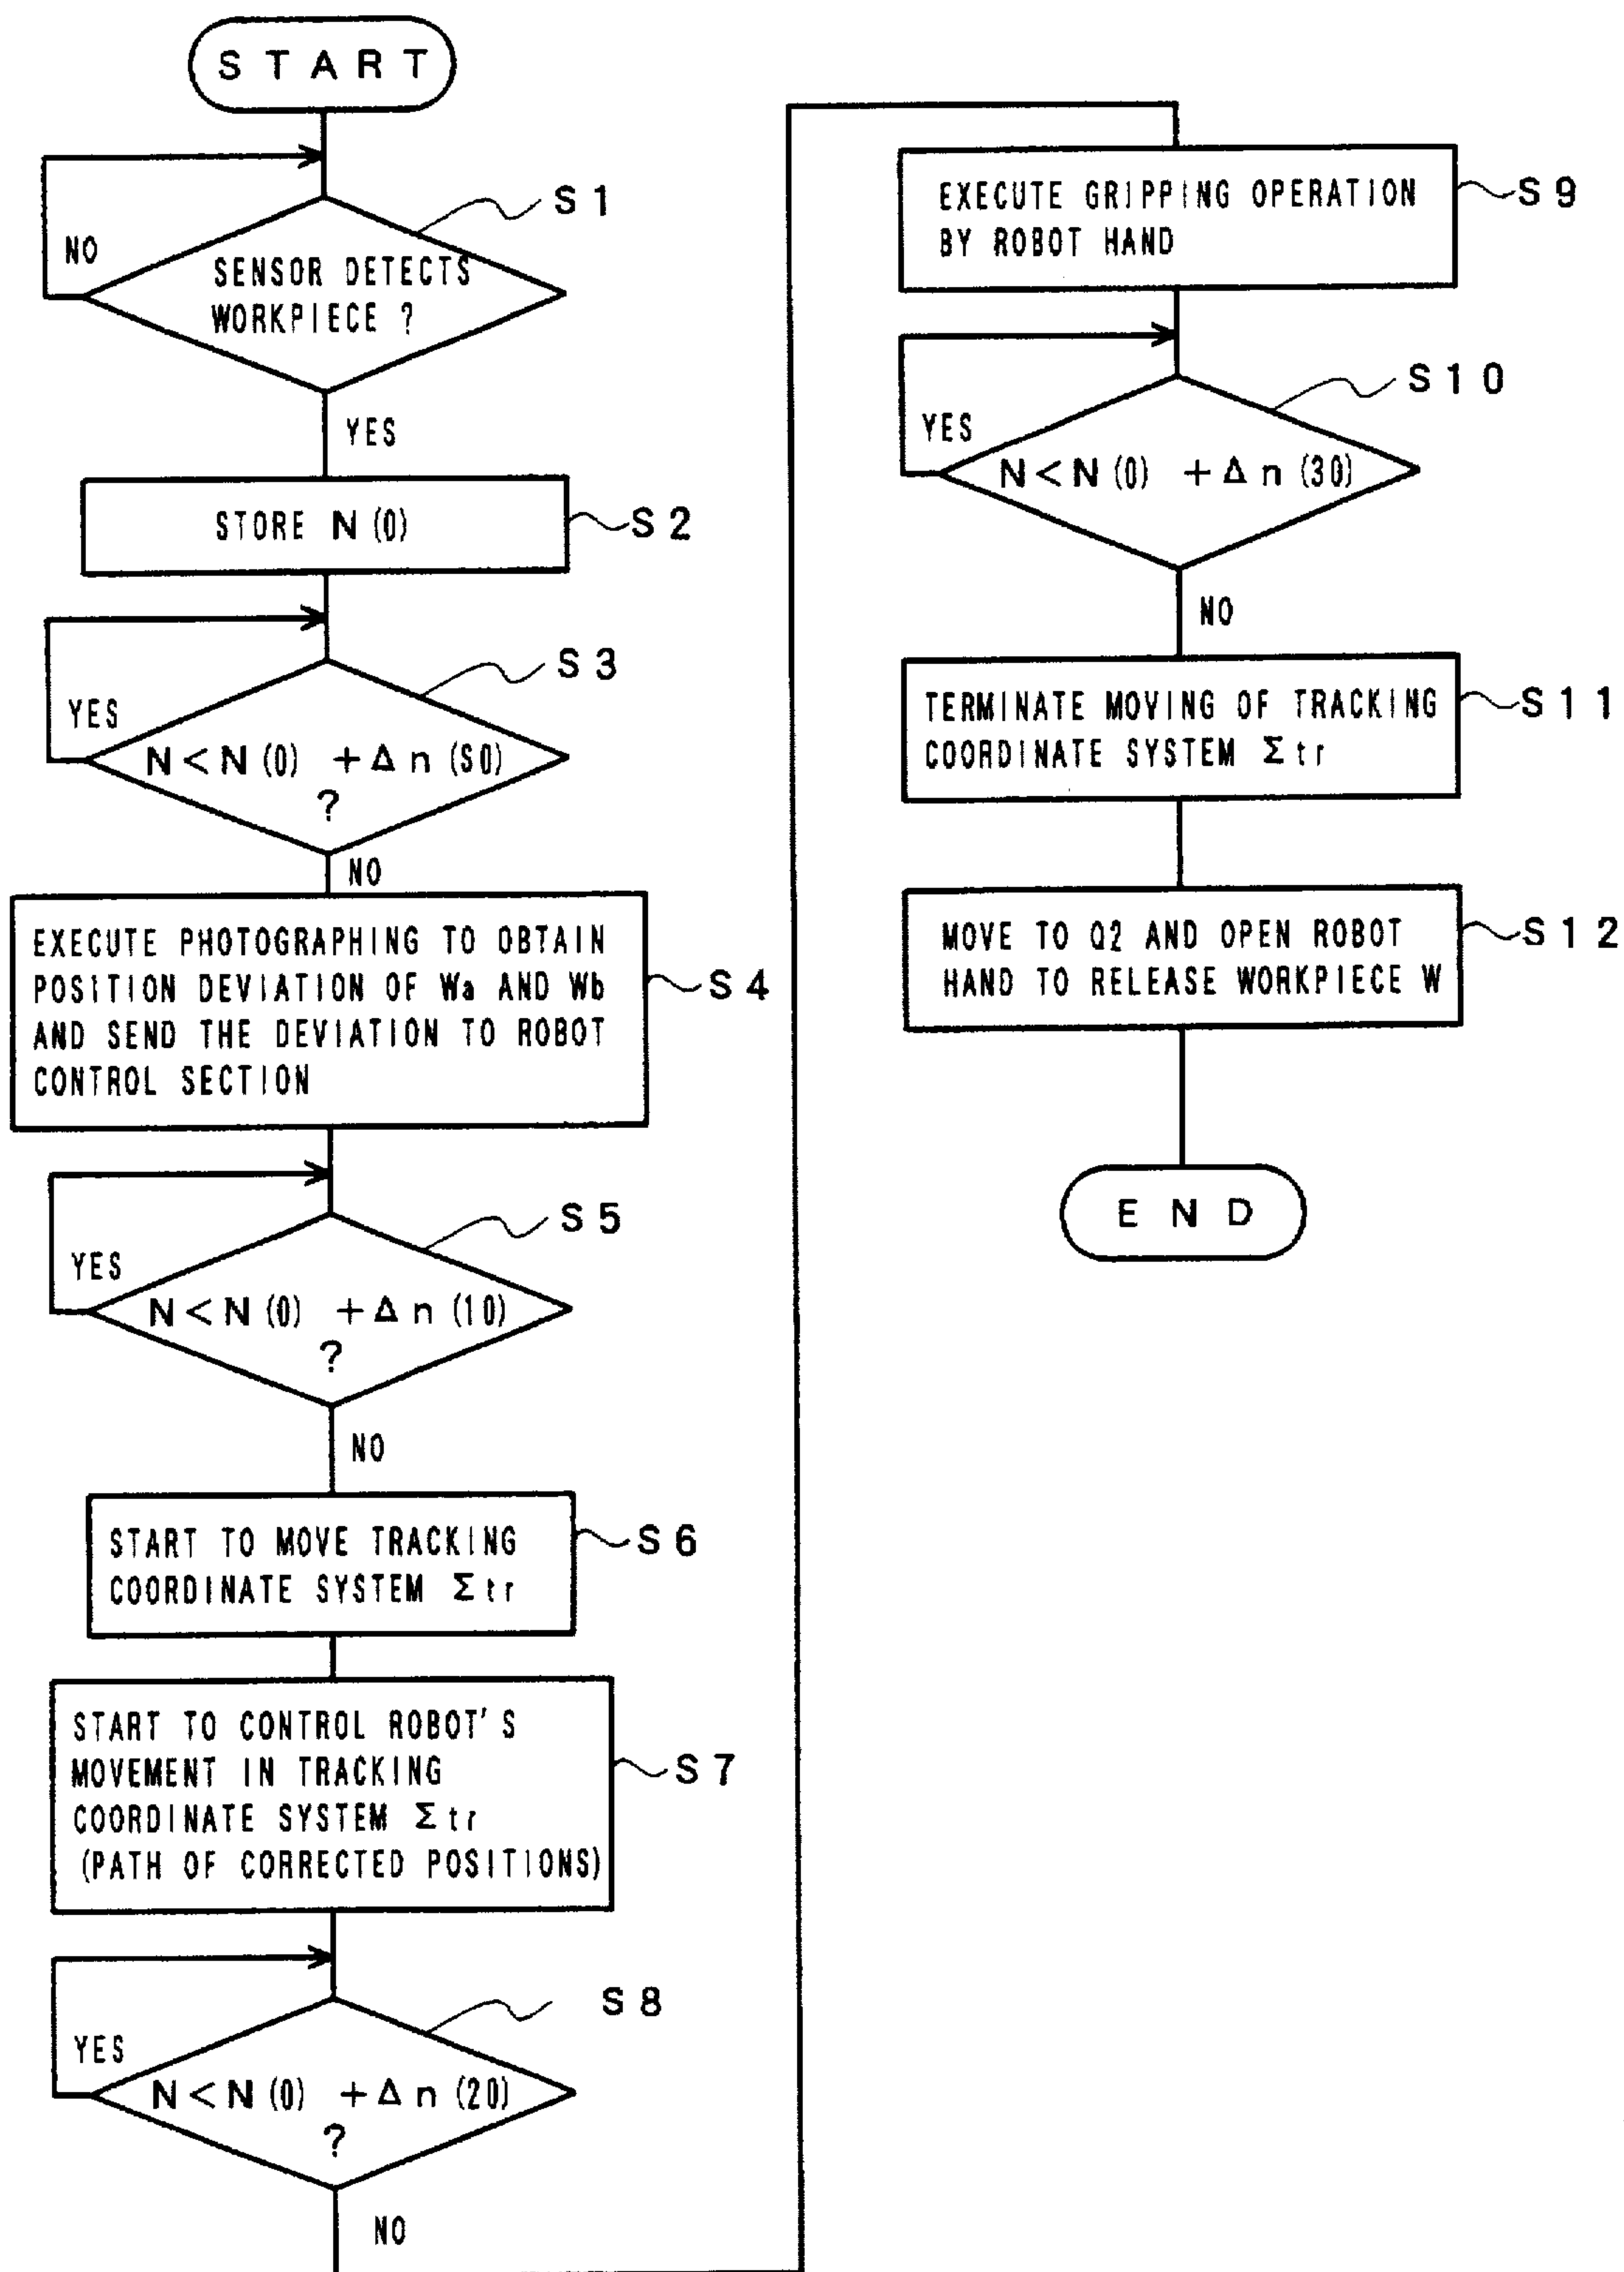 START
S1
NO
SENSOR DETECTS
WORKPIECE ?
YES
STORE N(0)
S2
S3
YES
N<N(0) +Δn(S0)
?
NO
EXECUTE PHOTOGRAPHING TO OBTAIN
POSITION DEVIATION OF Wa AND Wb
AND SEND THE DEVIATION TO ROBOT
CONTROL SECTION
S4
S5
YES
N<N(0) +Δn(10)
?
NO
START TO MOVE TRACKING
COORDINATE SYSTEM Σtr
S6
START TO CONTROL ROBOT'S
MOVEMENT IN TRACKING
COORDINATE SYSTEM Σtr
(PATH OF CORRECTED POSITIONS)
S7
S8
YES
N<N(0) +Δn(20)
?
NO
EXECUTE GRIPPING OPERATION
BY ROBOT HAND
S9
S10
YES
N<N(0) +Δn(30)
NO
TERMINATE MOVING OF TRACKING
COORDINATE SYSTEM Σtr
S11
MOVE TO Q2 AND OPEN ROBOT
HAND TO RELEASE WORKPIECE W
S12
END